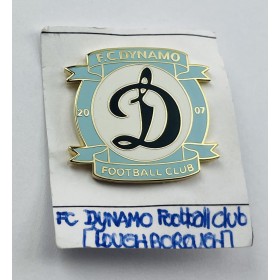 FC DYNAMO
20 07
D
FOOTBALL CLUB
FC DYNAMO Football club
[LOUGHBOROUGH]